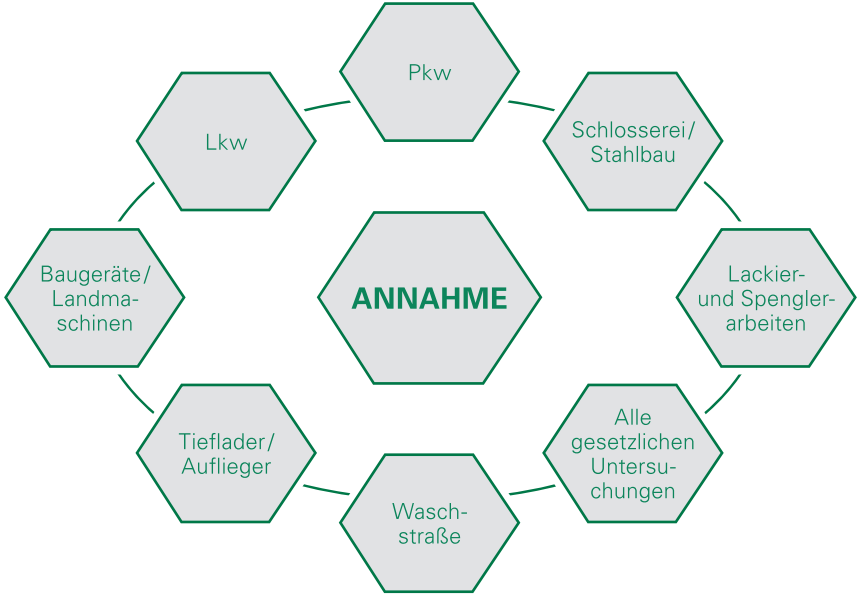 Pkw
Schlosserei/
Stahlbau
Lkw
Lackier-
und Spengler-
arbeiten
Baugeräte/
Landma-
schinen
ANNAHME
Alle
gesetzlichen
Untersu-
chungen
Tieflader/
Auflieger
Wasch-
straße